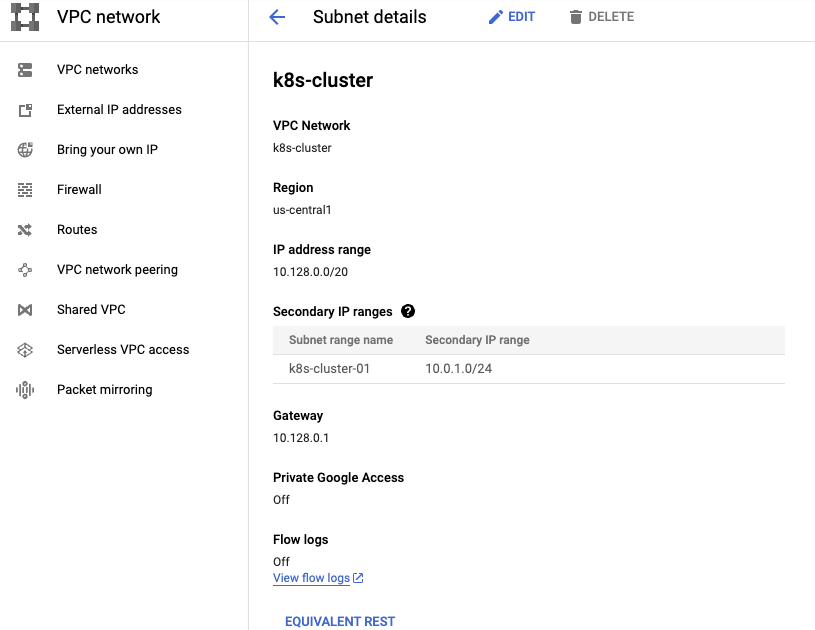 VPC network
Subnet details
EDIT
DELETE
VPC networks
External IP addresses
Bring your own IP
Firewall
Routes
VPC network peering
Shared VPC
Serverless VPC access
Packet mirroring
k8s-cluster
VPC Network
k8s-cluster
Region
us-central1
IP address range
10.128.0.0/20
Secondary IP ranges ?
Subnet range name Secondary IP range
k8s-cluster-01 10.0.1.0/24
Gateway
10.128.0.1
Private Google Access
Off
Flow logs
Off
View flow logs
EQUIVALENT REST